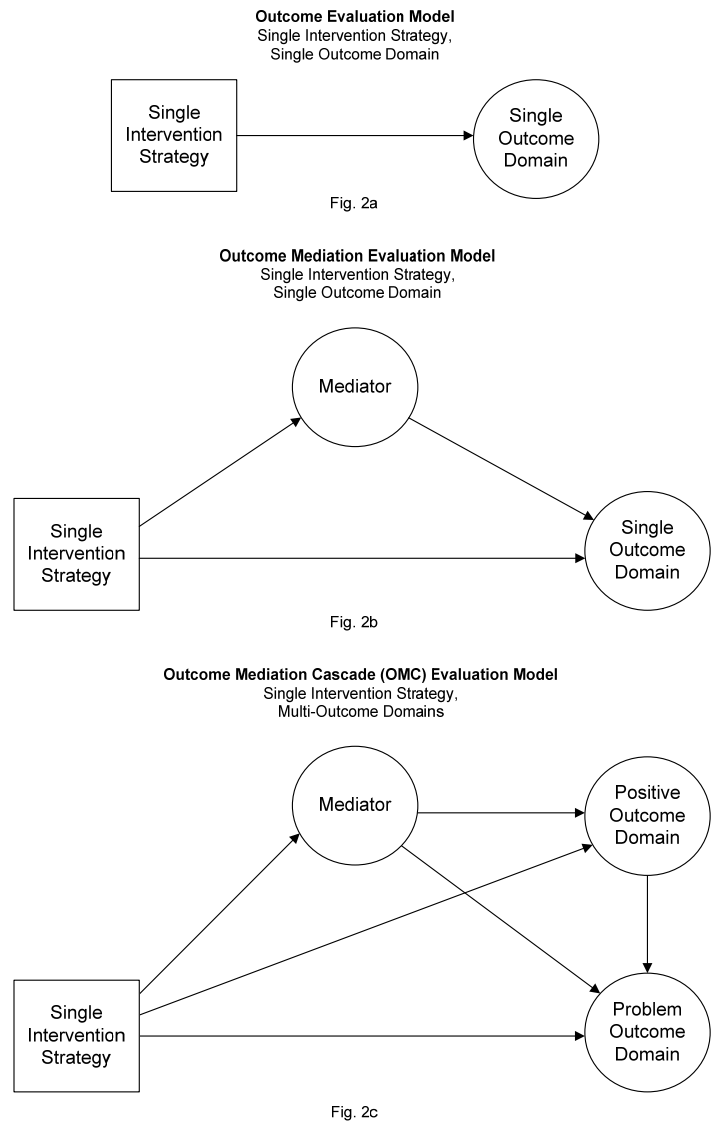 Outcome Evaluation Model
Single Intervention Strategy,
Single Outcome Domain
Single
Intervention
Strategy
Single
Outcome
Domain
Fig. 2a
Outcome Mediation Evaluation Model
Single Intervention Strategy,
Single Outcome Domain
Mediator
Single
Intervention
Strategy
Single
Outcome
Domain
Fig. 2b
Outcome Mediation Cascade (OMC) Evaluation Model
Single Intervention Strategy,
Multi-Outcome Domains
Mediator
Positive
Outcome
Domain
Single
Intervention
Strategy
Problem
Outcome
Domain
Fig. 2c